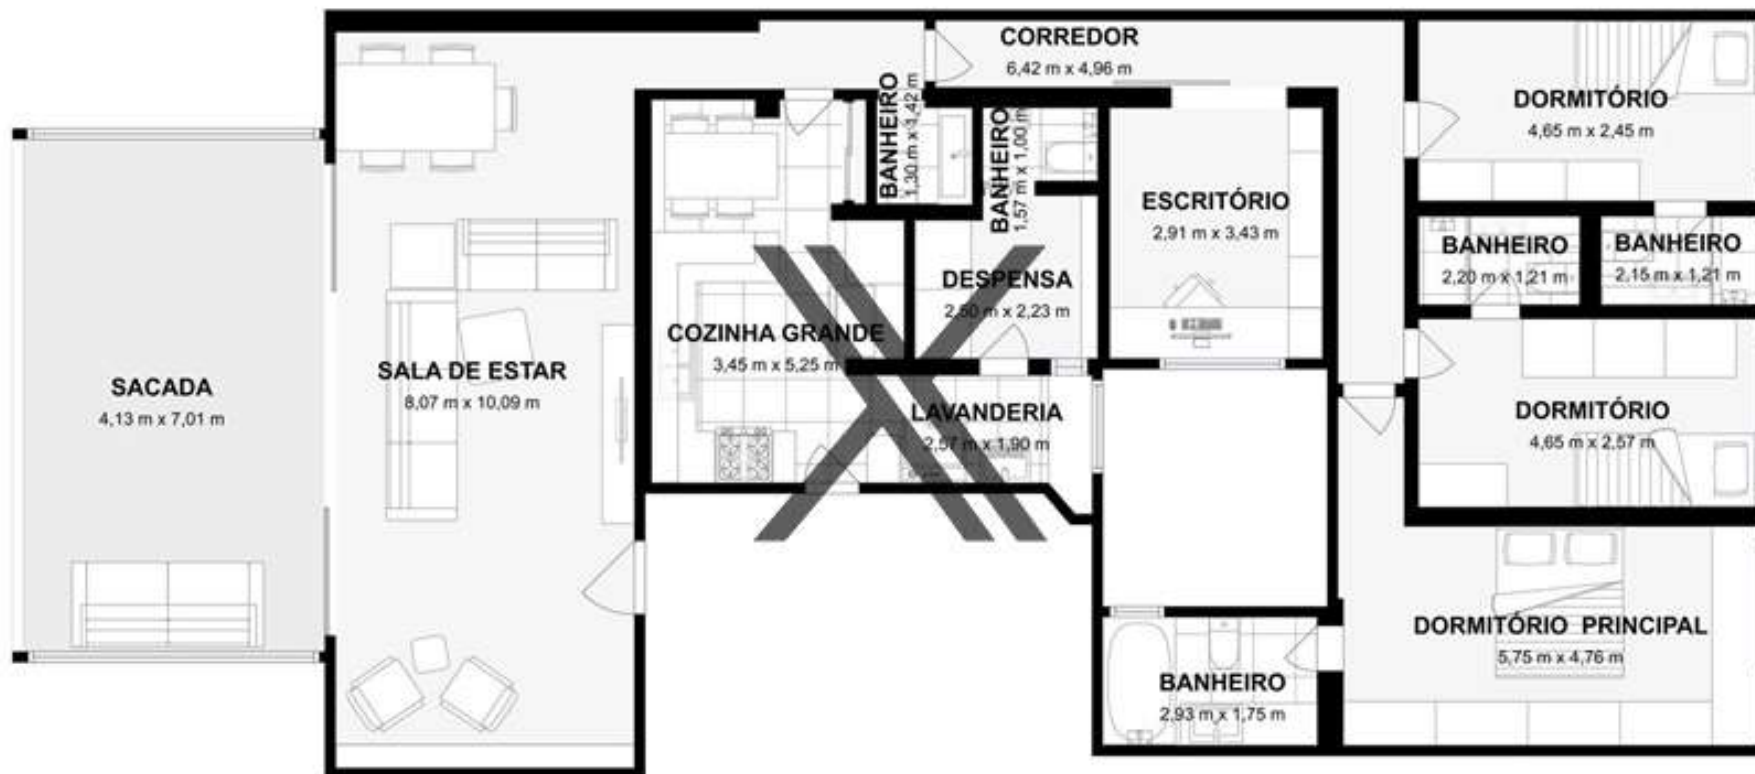 CORREDOR
6,42 m x 4,96 m
DORMITÓRIO
4,65 m x 2,45 m
BANHEIRO
1,30 m x 1,42 m
BANHEIRO
1,57 m x 1,00 m
ESCRITÓRIO
2,91 m x 3,43 m
BANHEIRO
2,20 m x 1,21 m
BANHEIRO
2,15 m x 1,21 m
DESPENSA
2,50 m x 2,23 m
COZINHA GRANDE
3,45 m x 5,25 m
SALA DE ESTAR
8,07 m x 10,09 m
SACADA
4,13 m x 7,01 m
LAVANDERIA
2,57 m x 1,90 m
DORMITÓRIO
4,65 m x 2,57 m
DORMITÓRIO PRINCIPAL
5,75 m x 4,76 m
BANHEIRO
2,93 m x 1,75 m